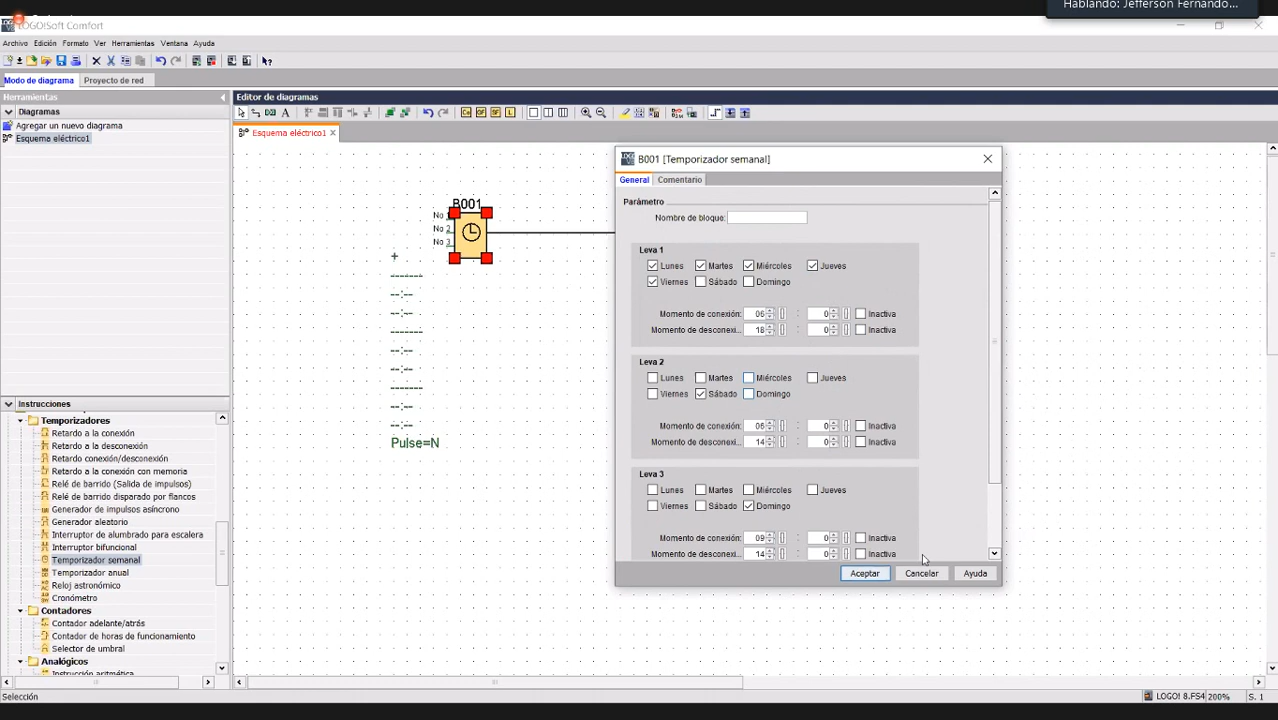 Hablando: Jefferson Fernando...
LOGO!Soft Comfort
Archivo Edición Formato Ver Herramientas Ventana Ayuda
Modo de diagrama Proyecto de red
Herramientas
Editor de diagramas
Diagramas
Agregar un nuevo diagrama
Esquema eléctrico1
Esquema eléctrico1
B001
No 1
No 2
No 3
+
-------
--:--
--:--
-------
--:--
--:--
-------
--:--
--:--
Pulse=N
B001 [Temporizador semanal]
General Comentario
Parámetro
Nombre de bloque:
Leva 1
Lunes Martes Miércoles Jueves
Viernes Sábado Domingo
Momento de conexión: 06 : 0 Inactiva
Momento de desconexi... 18 : 0 Inactiva
Leva 2
Lunes Martes Miércoles Jueves
Viernes Sábado Domingo
Momento de conexión: 06 : 0 Inactiva
Momento de desconexi... 14 : 0 Inactiva
Leva 3
Lunes Martes Miércoles Jueves
Viernes Sábado Domingo
Momento de conexión: 09 : 0 Inactiva
Momento de desconexi... 14 : 0 Inactiva
Aceptar Cancelar Ayuda
Instrucciones
Temporizadores
Retardo a la conexión
Retardo a la desconexión
Retardo conexión/desconexión
Retardo a la conexión con memoria
Relé de barrido (Salida de impulsos)
Relé de barrido disparado por flancos
Generador de impulsos asíncrono
Generador aleatorio
Interruptor de alumbrado para escalera
Interruptor bifuncional
Temporizador semanal
Temporizador anual
Reloj astronómico
Cronómetro
Contadores
Contador adelante/atrás
Contador de horas de funcionamiento
Selector de umbral
Analógicos
Instrucción aritmética
Selección
LOGO! 8.FS4 200% S. 1